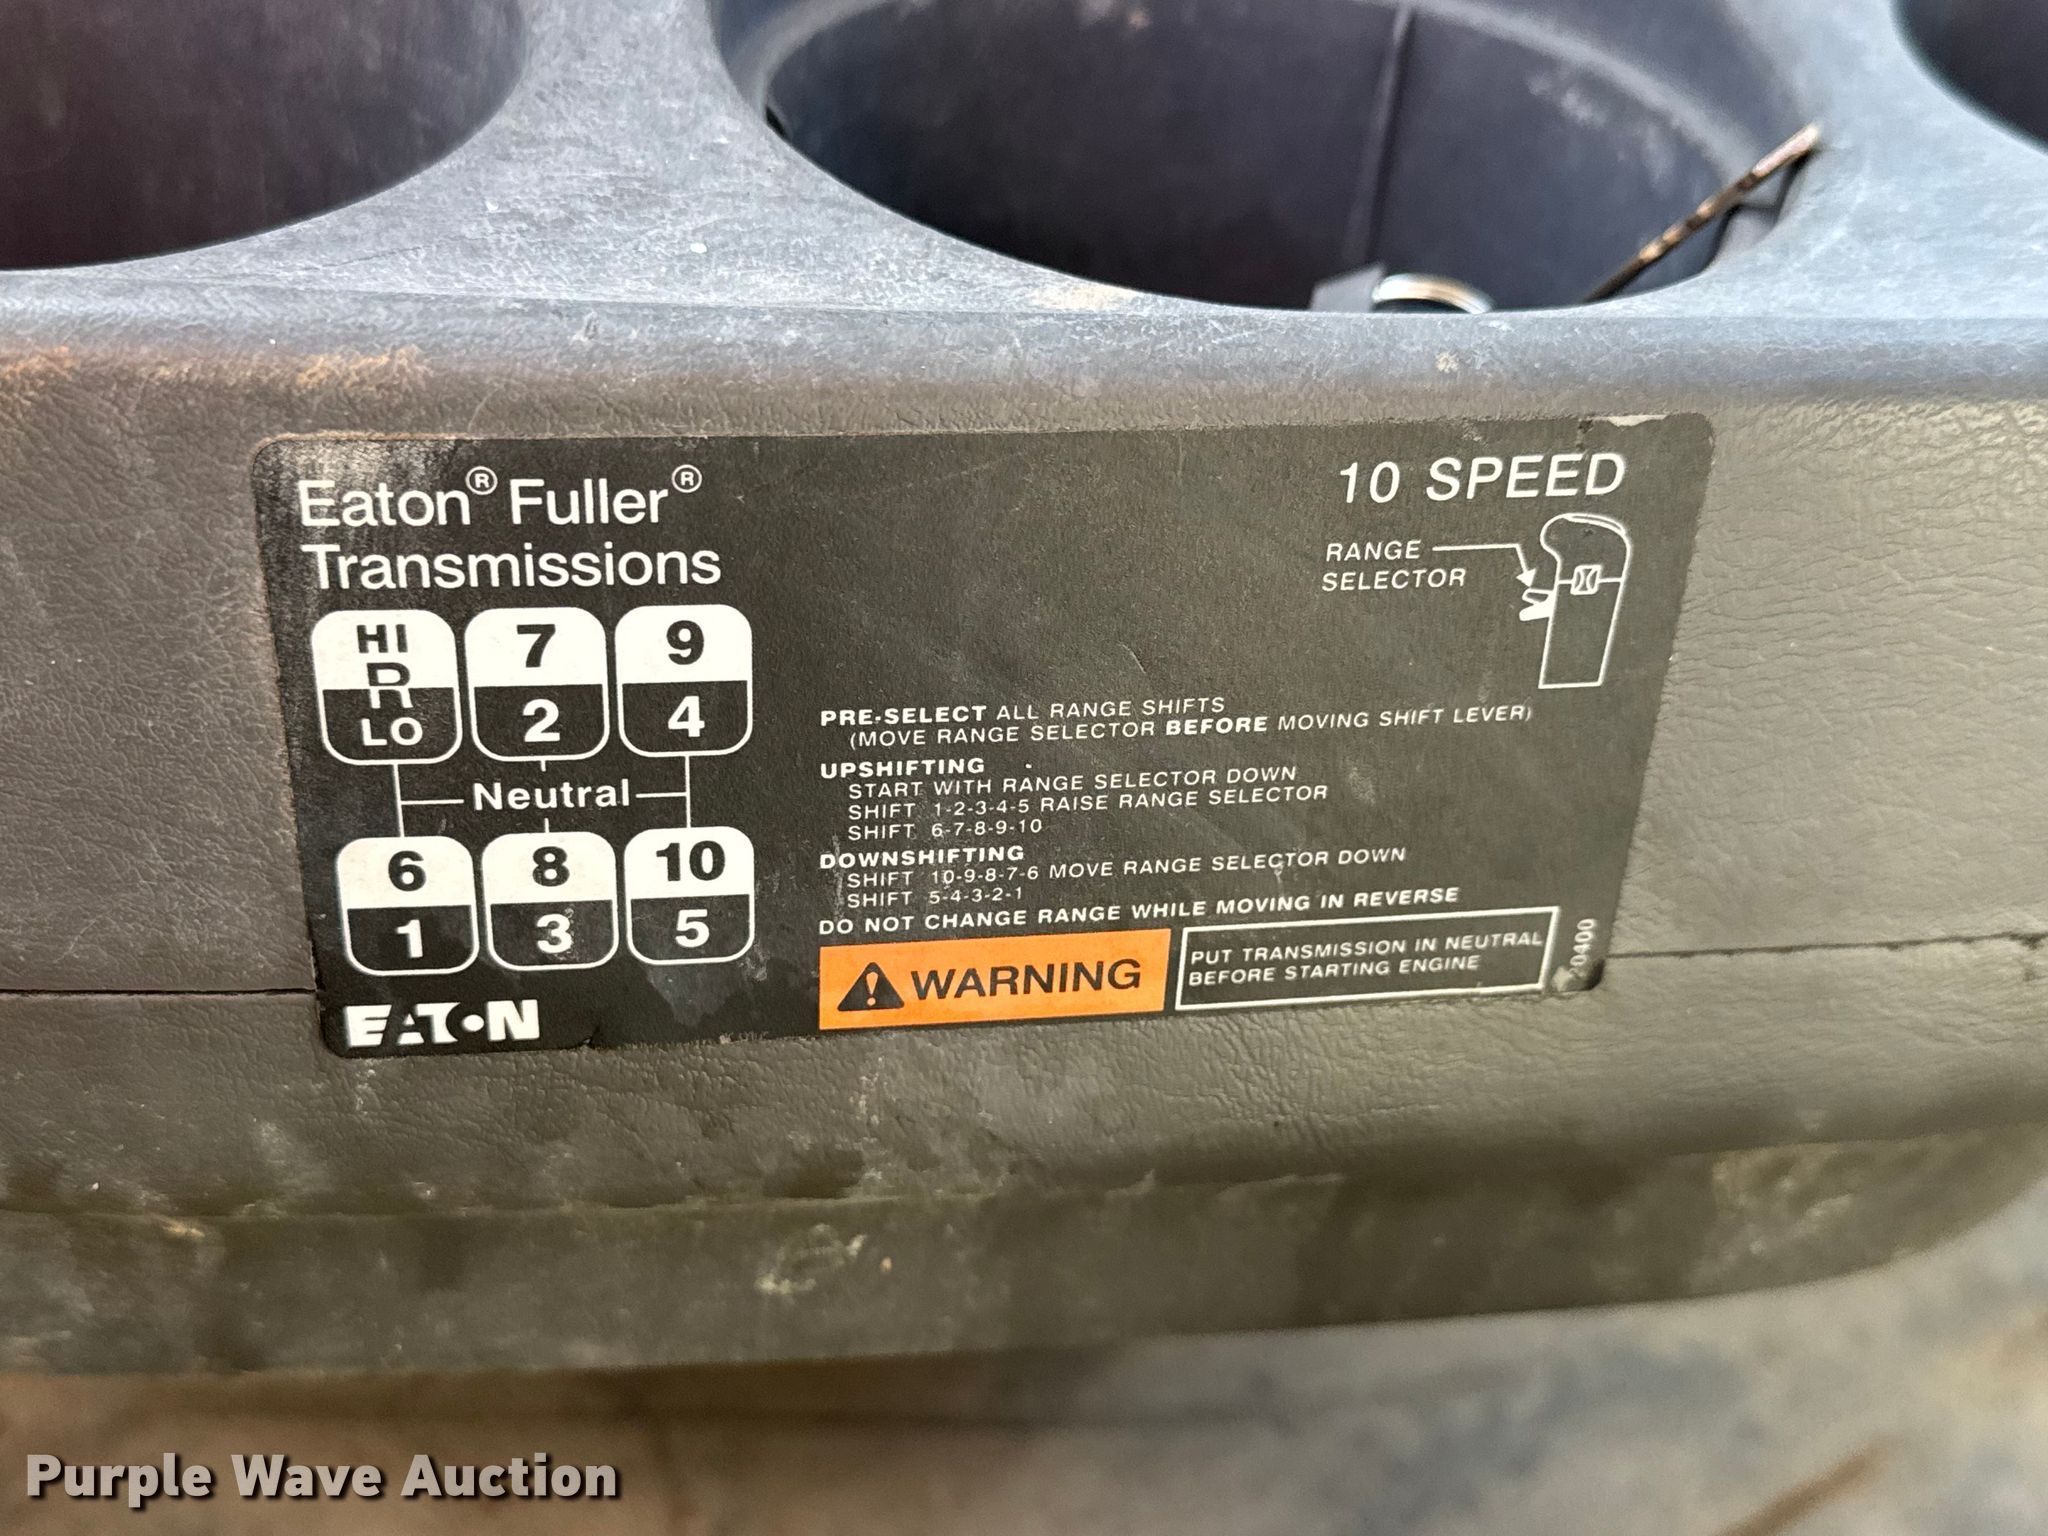 Eaton® Fuller®
Transmissions
10 SPEED
RANGE
SELECTOR
HI
R
LO
7
2
9
4
Neutral
6
1
8
3
10
5
EATON
PRE-SELECT ALL RANGE SHIFTS
(MOVE RANGE SELECTOR BEFORE MOVING SHIFT LEVER)
UPSHIFTING
START WITH RANGE SELECTOR DOWN
SHIFT 1-2-3-4-5 RAISE RANGE SELECTOR
SHIFT 6-7-8-9-10
DOWNSHIFTING
SHIFT 10-9-8-7-6 MOVE RANGE SELECTOR DOWN
SHIFT 5-4-3-2-1
DO NOT CHANGE RANGE WHILE MOVING IN REVERSE
WARNING
PUT TRANSMISSION IN NEUTRAL
BEFORE STARTING ENGINE
Purple Wave Auction